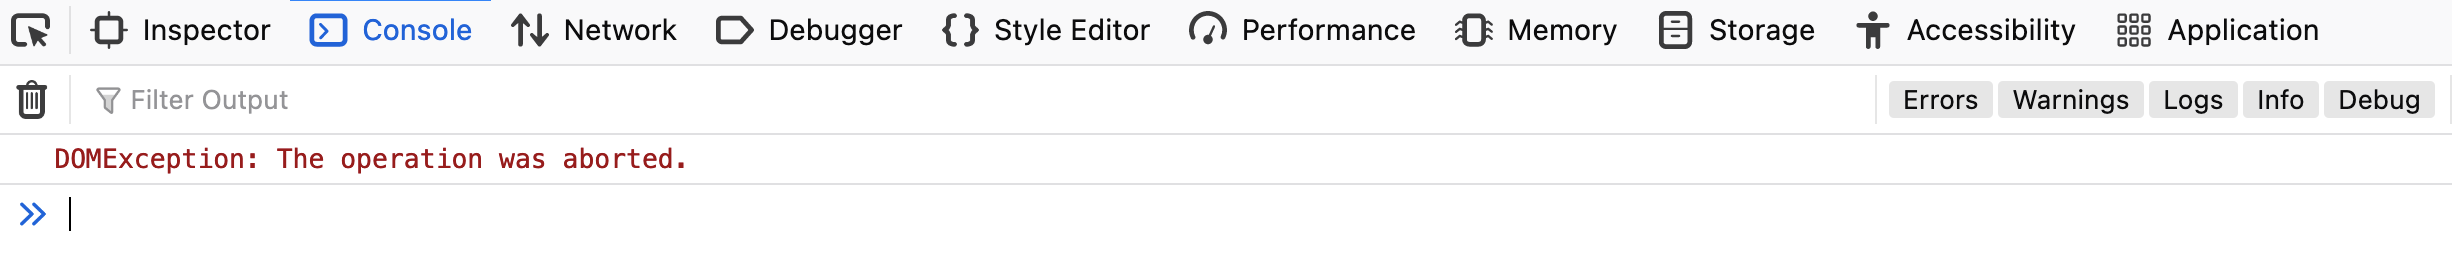 Inspector Console Network Debugger {} Style Editor Performance Memory Storage Accessibility Application
Filter Output Errors Warnings Logs Info Debug
DOMException: The operation was aborted.